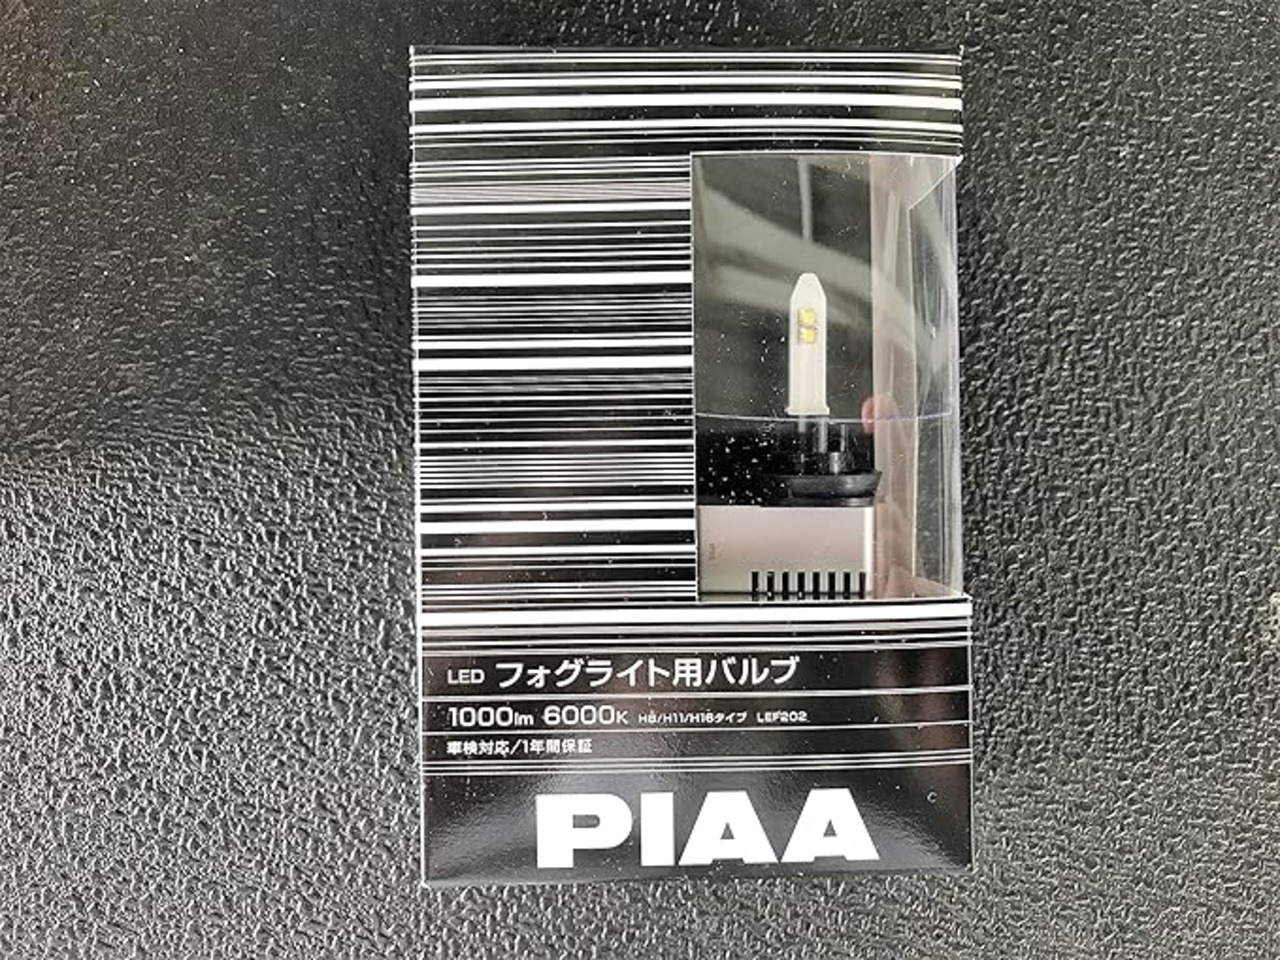 LED フォグライト用バルブ
1000lm 6000K H8/H11/H16タイプ LEF202
車検対応/1年間保証
PIAA